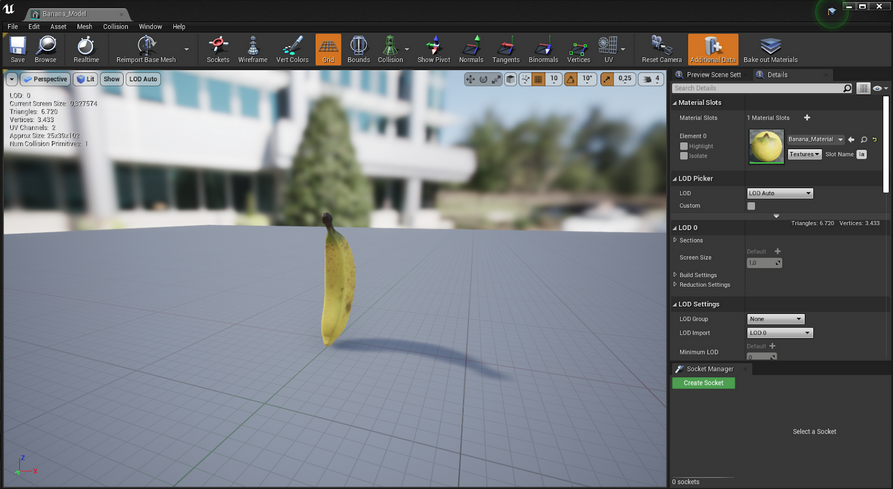 Banana_Model
File Edit Asset Mesh Collision Window Help
Save Browse Realtime Reimport Base Mesh Sockets Wireframe Vert Colors Grid Bounds Collision Show Pivot Normals Tangents Binormals Vertices UV Reset Camera Additional Data Bake out Materials
Perspective Lit Show LOD Auto 10 10° 0,25 4
LOD: 0
Current Screen Size: 0,327574
Triangles: 6.720
Vertices: 3.433
UV Channels: 2
Approx Size: 25x39x102
Num Collision Primitives: 1
Z
X
Preview Scene Sett Details
Search Details
Material Slots
Material Slots 1 Material Slots
Element 0
Highlight
Isolate
Banana_Material
Textures Slot Name
LOD Picker
LOD LOD Auto
Custom
Triangles: 6.720 Vertices: 3.433
LOD 0
Sections
Default
Screen Size 1.0
Build Settings
Reduction Settings
LOD Settings
LOD Group None
LOD Import LOD 0
Default
Minimum LOD 0
Socket Manager
Create Socket
Select a Socket
0 sockets